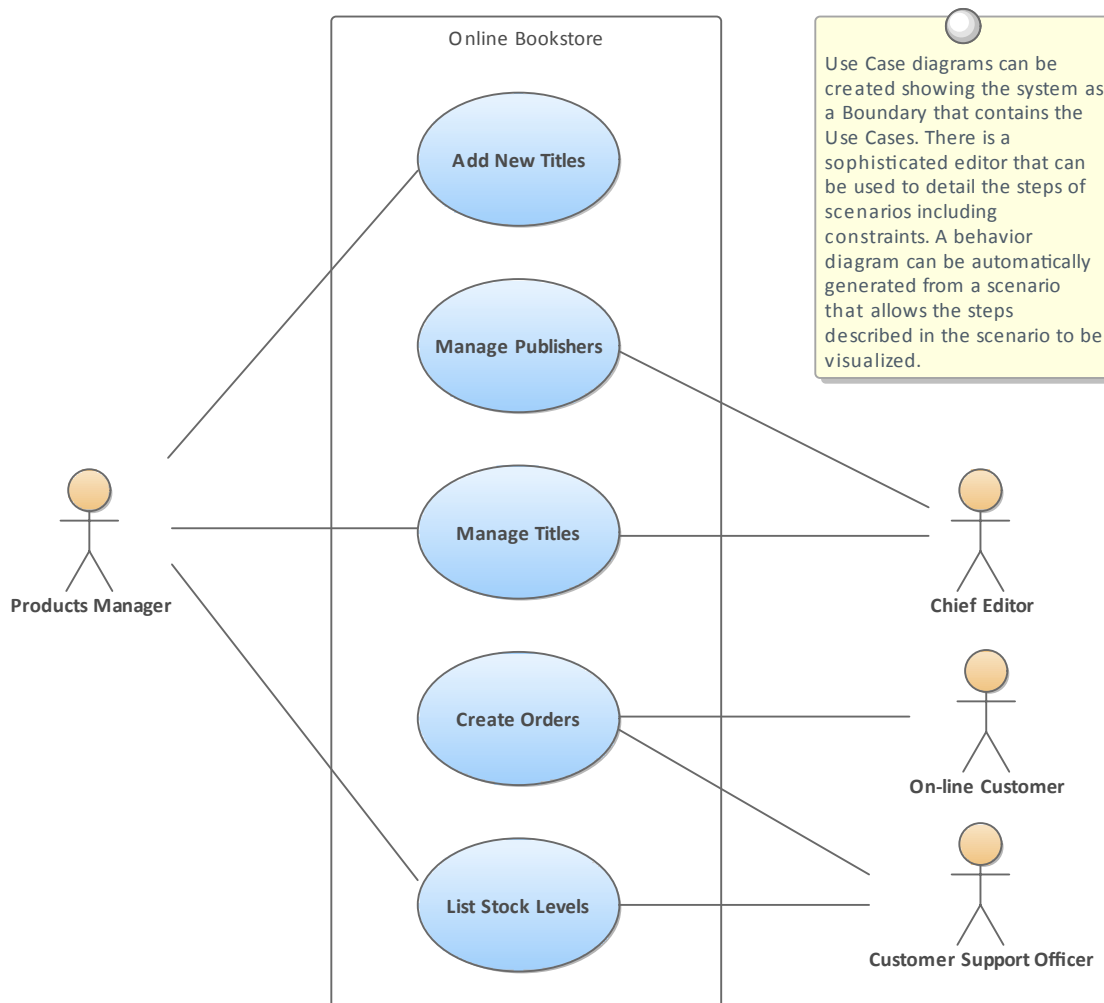 Online Bookstore
Use Case diagrams can be
created showing the system as
a Boundary that contains the
Use Cases. There is a
sophisticated editor that can
be used to detail the steps of
scenarios including
constraints. A behavior
diagram can be automatically
generated from a scenario
that allows the steps
described in the scenario to be
visualized.
Add New Titles
Manage Publishers
Manage Titles
Products Manager
Chief Editor
Create Orders
On-line Customer
List Stock Levels
Customer Support Officer